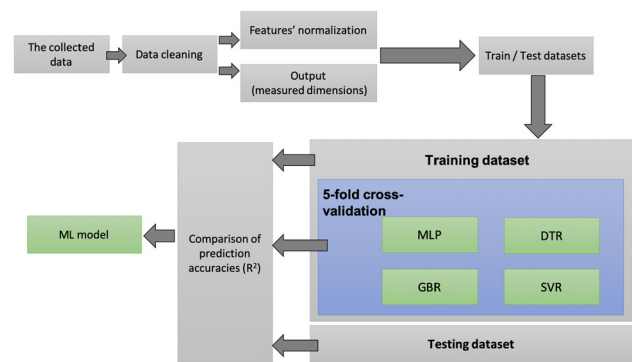 The collected
data
Data cleaning
Features' normalization
Output
(measured dimensions)
Train / Test datasets
Training dataset
5-fold cross-
validation
MLP
DTR
GBR
SVR
Testing dataset
Comparison of
prediction
accuracies (R²)
ML model